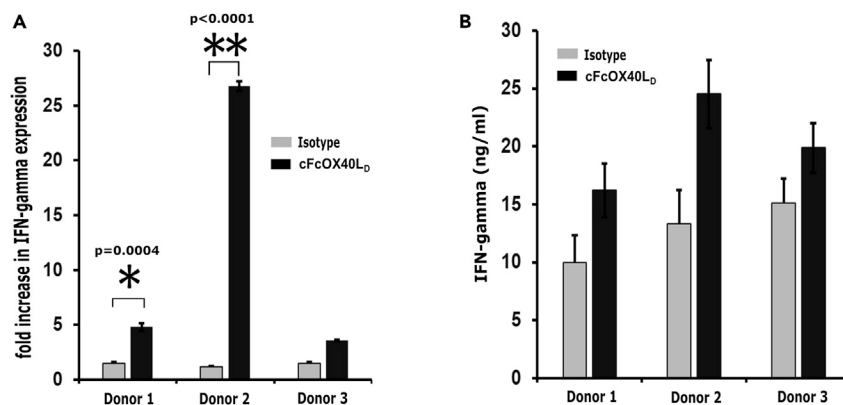 A
p<0.0001
**
30
25
20
15
10
5
0
fold increase in IFN-gamma expression
Isotype
cFcOX40LD
p=0.0004
*
Donor 1 Donor 2 Donor 3
B
30
25
20
15
10
5
0
IFN-gamma (ng/ml)
Isotype
cFcOX40LD
Donor 1 Donor 2 Donor 3